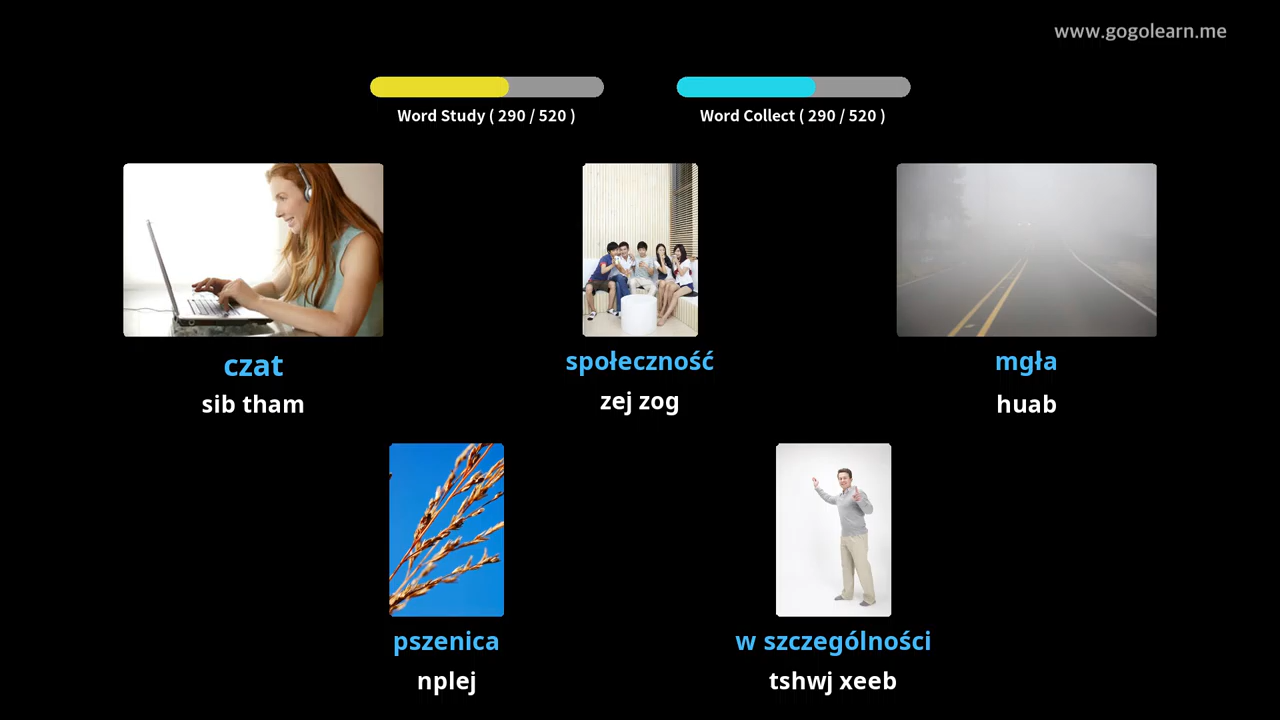 www.gogolearn.me
Word Study ( 290 / 520 )
Word Collect ( 290 / 520 )
czat
sib tham
społeczność
zej zog
mgła
huab
pszenica
nplej
w szczególności
tshwj xeeb